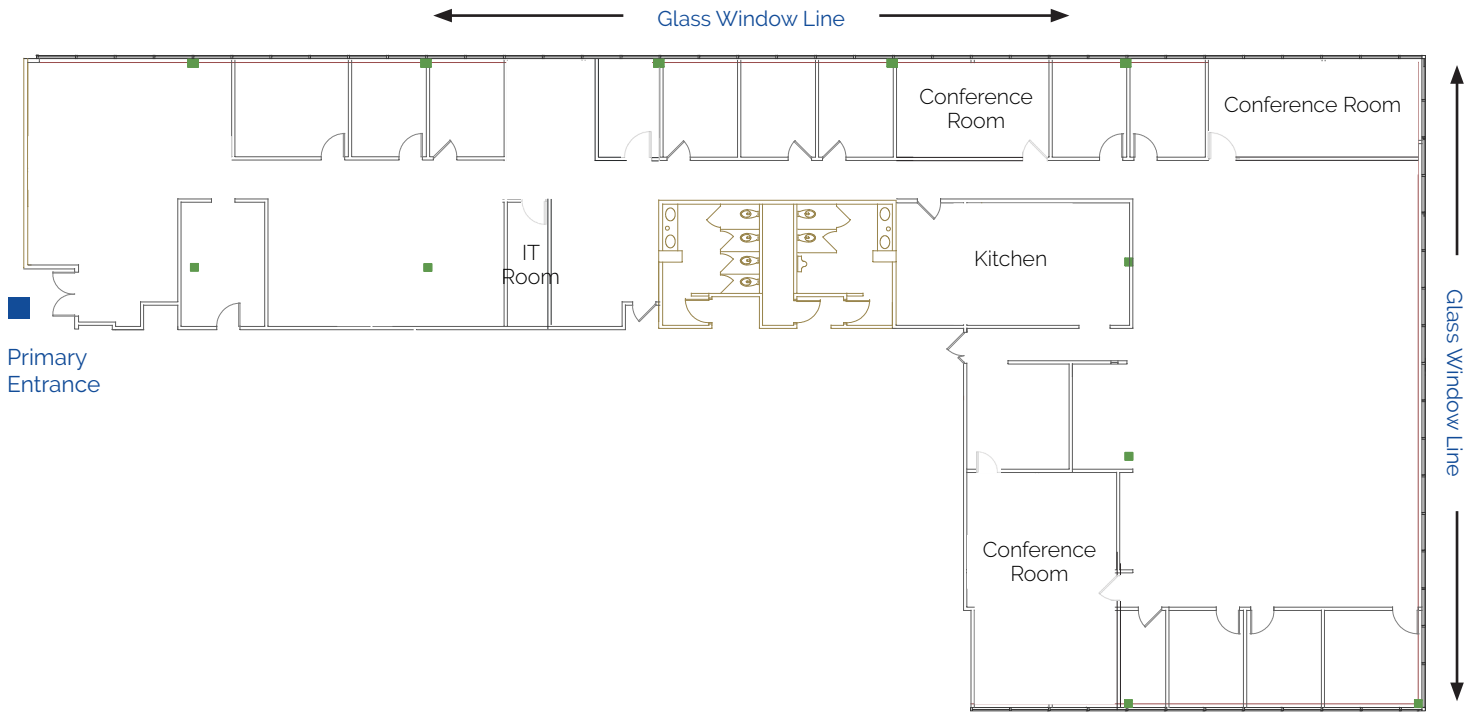 Glass Window Line
Conference
Room
Conference Room
IT
Room
Kitchen
Primary
Entrance
Glass Window Line
Conference
Room